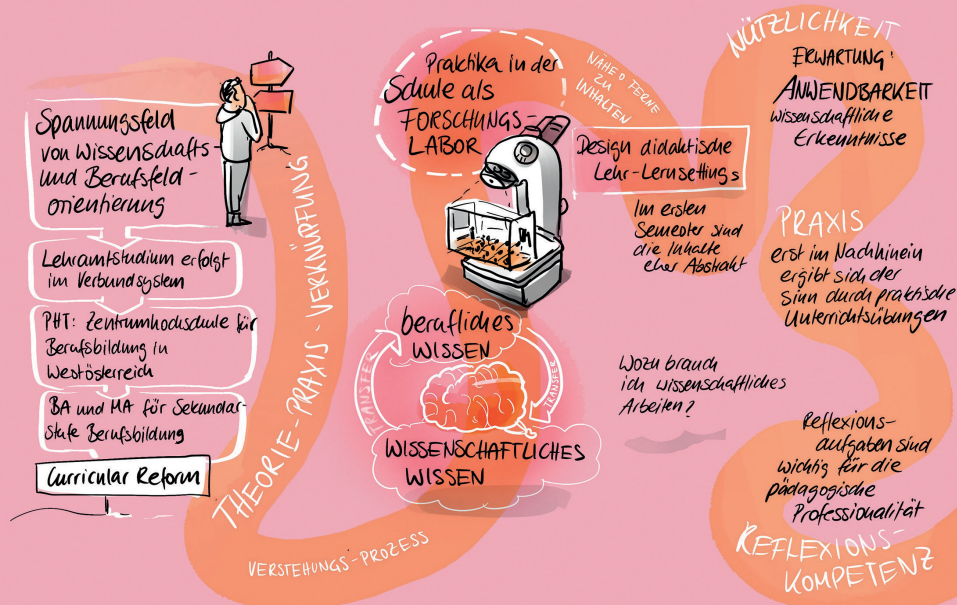 Spannungsfeld
von Wissenschafts-
und Berufsfeld-
orientierung
Lehramtstudium erfolgt
im Verbundsystem
PHT: Zentrumhochschule für
Berufsbildung in
Westösterreich
BA und MA für Sekundar-
stufe Berufsbildung
Curricular Reform
THEORIE-PRAXIS-VERKNÜPFUNG
VERSTEHUNGS-PROZESS
Praktika in der
Schule als
FORSCHUNGS-
LABOR
berufliches
WISSEN
TRANSFER
TRANSFER
WISSENSCHAFTLICHES
WISSEN
NÄHE o FERNE
ZU
INHALTEN
Design didaktische
Lehr-Lernsettings
Im ersten
Semester sind
die Inhalte
eher Abstrakt
Wozu brauch
ich wissenschaftliches
Arbeiten?
NÜTZLICHKEIT
ERWARTUNG:
ANWENDBARKEIT
wissenschaftliche
Erkenntnisse
PRAXIS
erst im Nachhinein
ergibt sich der
Sinn durch praktische
Unterrichtsübungen
Reflexions-
aufgaben sind
wichtig für die
pädagogische
Professionalität
REFLEXIONS-
KOMPETENZ